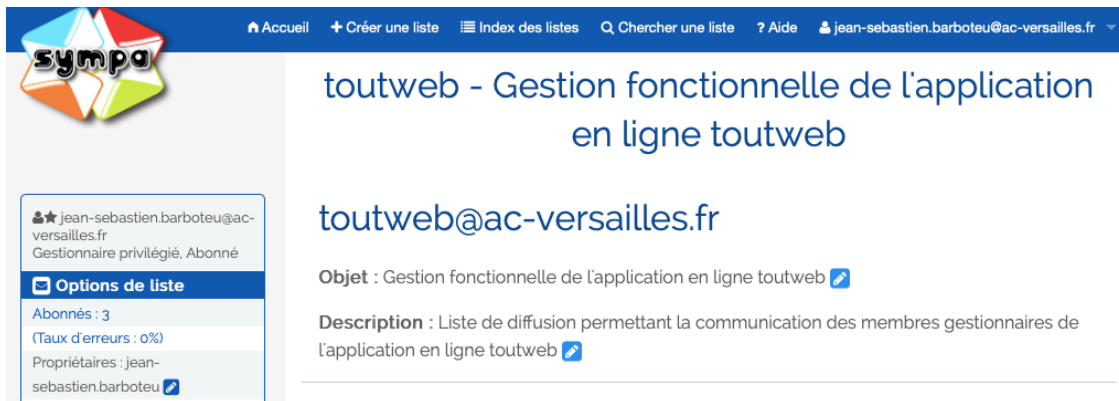 Accueil + Créer une liste Index des listes Chercher une liste ? Aide jean-sebastien.barboteu@ac-versailles.fr
sympa
toutweb - Gestion fonctionnelle de l'application
en ligne toutweb
jean-sebastien.barboteu@ac-
versailles.fr
Gestionnaire privilégié, Abonné
Options de liste
Abonnés : 3
(Taux d'erreurs : 0%)
Propriétaires : jean-
sebastien.barboteu
toutweb@ac-versailles.fr
Objet : Gestion fonctionnelle de l'application en ligne toutweb
Description : Liste de diffusion permettant la communication des membres gestionnaires de
l'application en ligne toutweb